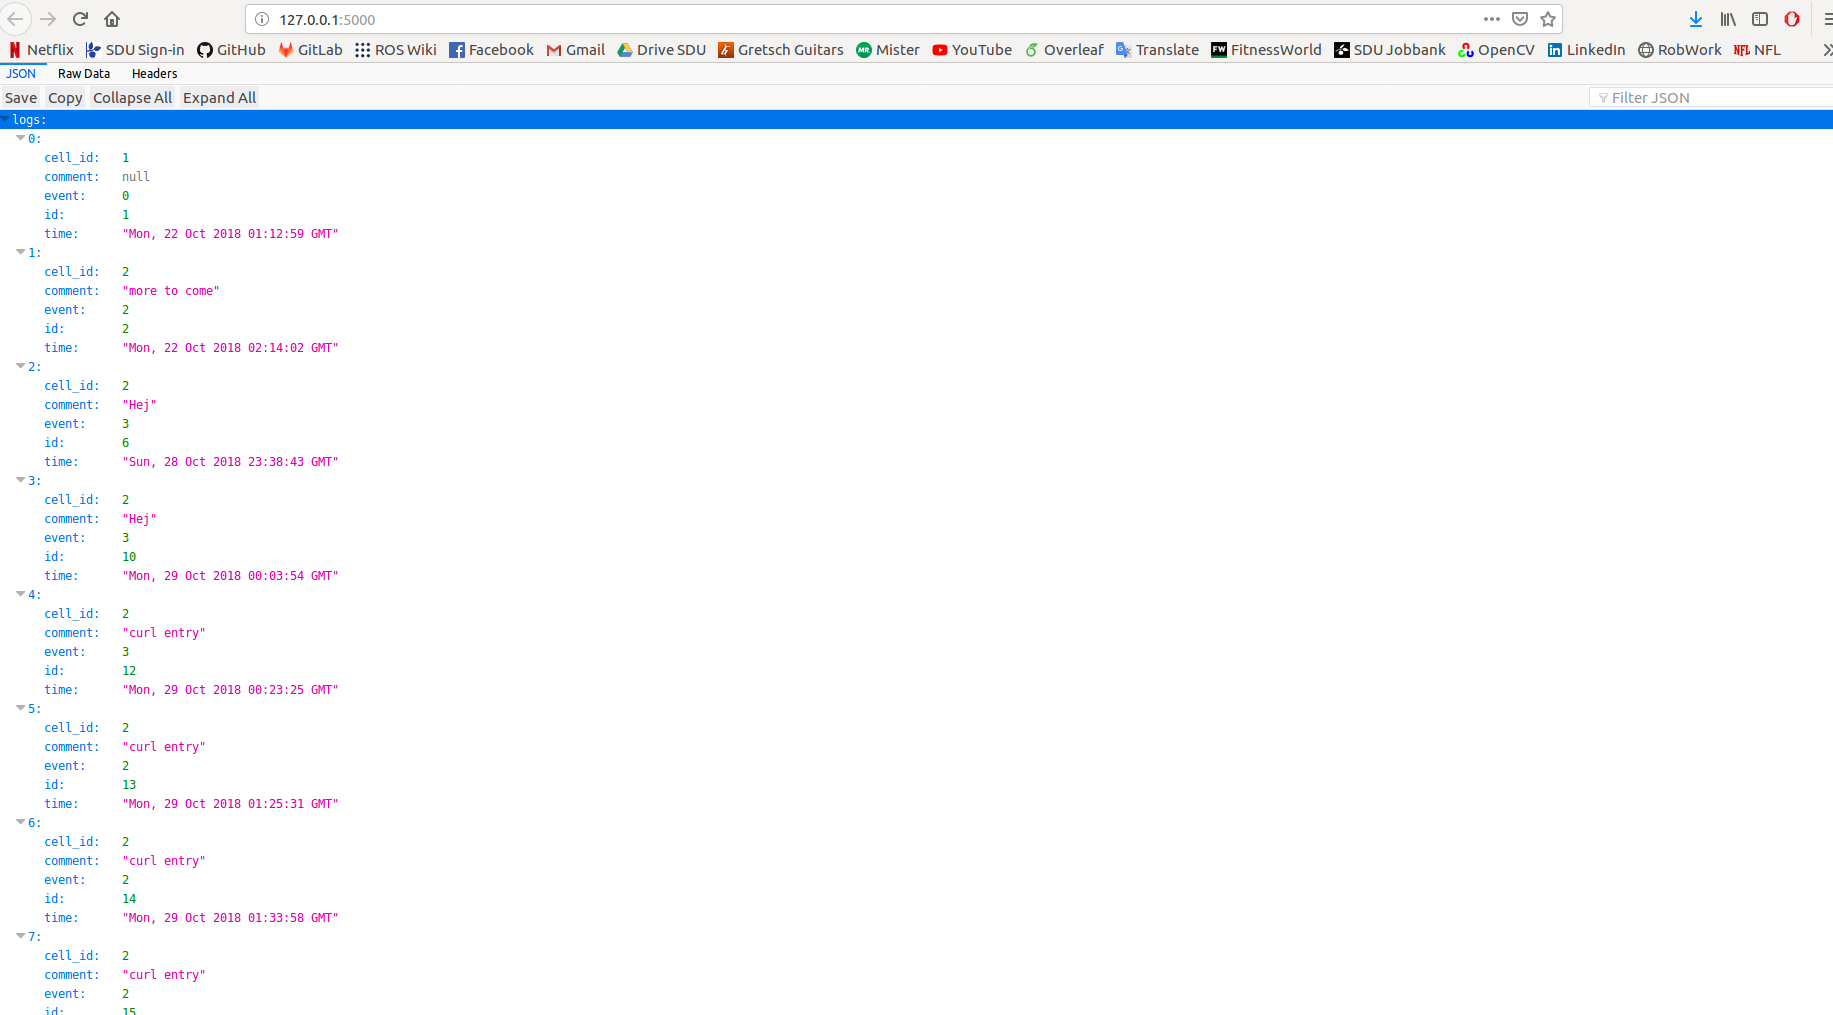 127.0.0.1:5000
Netflix SDU Sign-in GitHub GitLab ROS Wiki Facebook Gmail Drive SDU Gretsch Guitars Mister YouTube Overleaf Translate FitnessWorld SDU Jobbank OpenCV LinkedIn RobWork NFL
JSON Raw Data Headers
Save Copy Collapse All Expand All Filter JSON
logs:
0:
cell_id: 1
comment: null
event: 0
id: 1
time: "Mon, 22 Oct 2018 01:12:59 GMT"
1:
cell_id: 2
comment: "more to come"
event: 2
id: 2
time: "Mon, 22 Oct 2018 02:14:02 GMT"
2:
cell_id: 2
comment: "Hej"
event: 3
id: 6
time: "Sun, 28 Oct 2018 23:38:43 GMT"
3:
cell_id: 2
comment: "Hej"
event: 3
id: 10
time: "Mon, 29 Oct 2018 00:03:54 GMT"
4:
cell_id: 2
comment: "curl entry"
event: 3
id: 12
time: "Mon, 29 Oct 2018 00:23:25 GMT"
5:
cell_id: 2
comment: "curl entry"
event: 2
id: 13
time: "Mon, 29 Oct 2018 01:25:31 GMT"
6:
cell_id: 2
comment: "curl entry"
event: 2
id: 14
time: "Mon, 29 Oct 2018 01:33:58 GMT"
7:
cell_id: 2
comment: "curl entry"
event: 2
id: 15